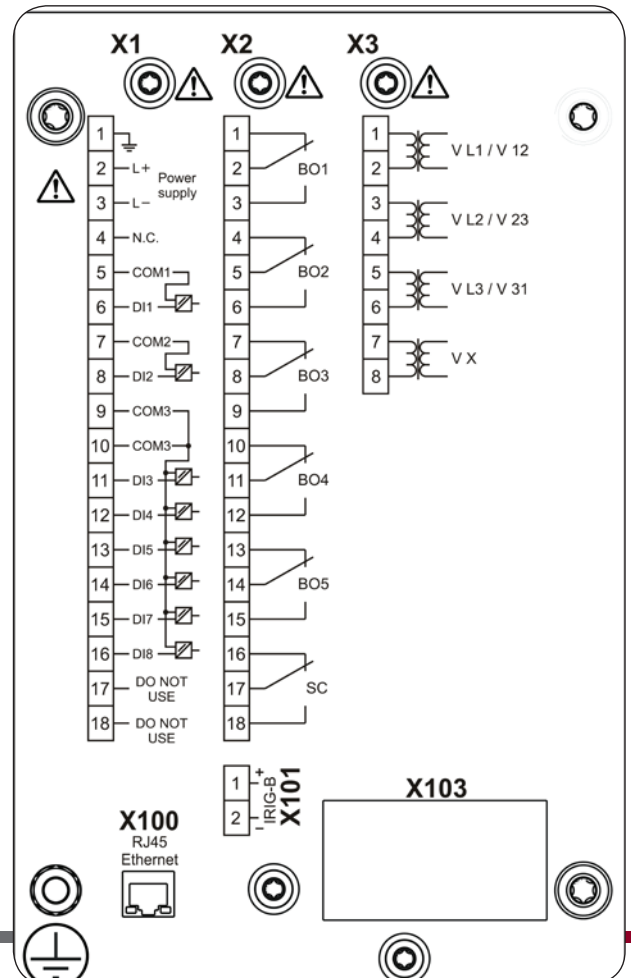 X1
X2
X3
1
2 L+ Power
3 L− supply
4 N.C.
5 COM1
6 DI1
7 COM2
8 DI2
9 COM3
10 COM3
11 DI3
12 DI4
13 DI5
14 DI6
15 DI7
16 DI8
17 DO NOT
USE
18 DO NOT
USE
1
2 BO1
3
4
5 BO2
6
7
8 BO3
9
10
11 BO4
12
13
14 BO5
15
16
17 SC
18
1 V L1 / V 12
2
3 V L2 / V 23
4
5 V L3 / V 31
6
7 V X
8
1 +
2 −
IRIG-B
X101
X100
RJ45
Ethernet
X103